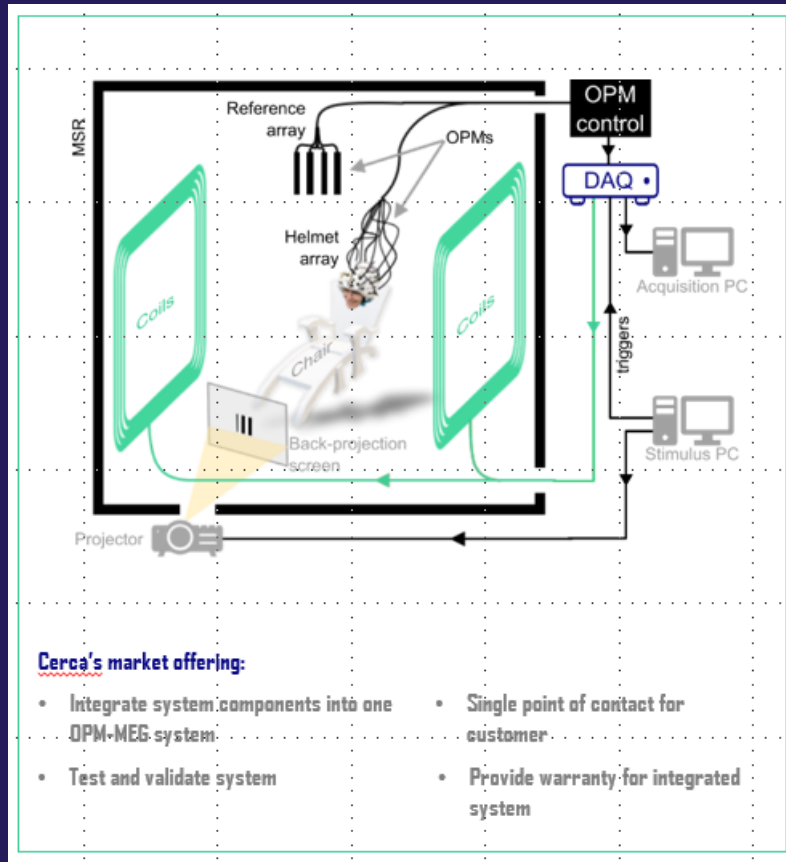 OPM
control
Reference
array
MSR
OPMs
DAQ
Helmet
array
Acquisition PC
Coils
Coils
Chair
triggers
Back-projection
screen
Stimulus PC
Projector
Cerca's market offering:
• Integrate system components into one
OPM-MEG system
• Test and validate system
• Single point of contact for
customer
• Provide warranty for integrated
system